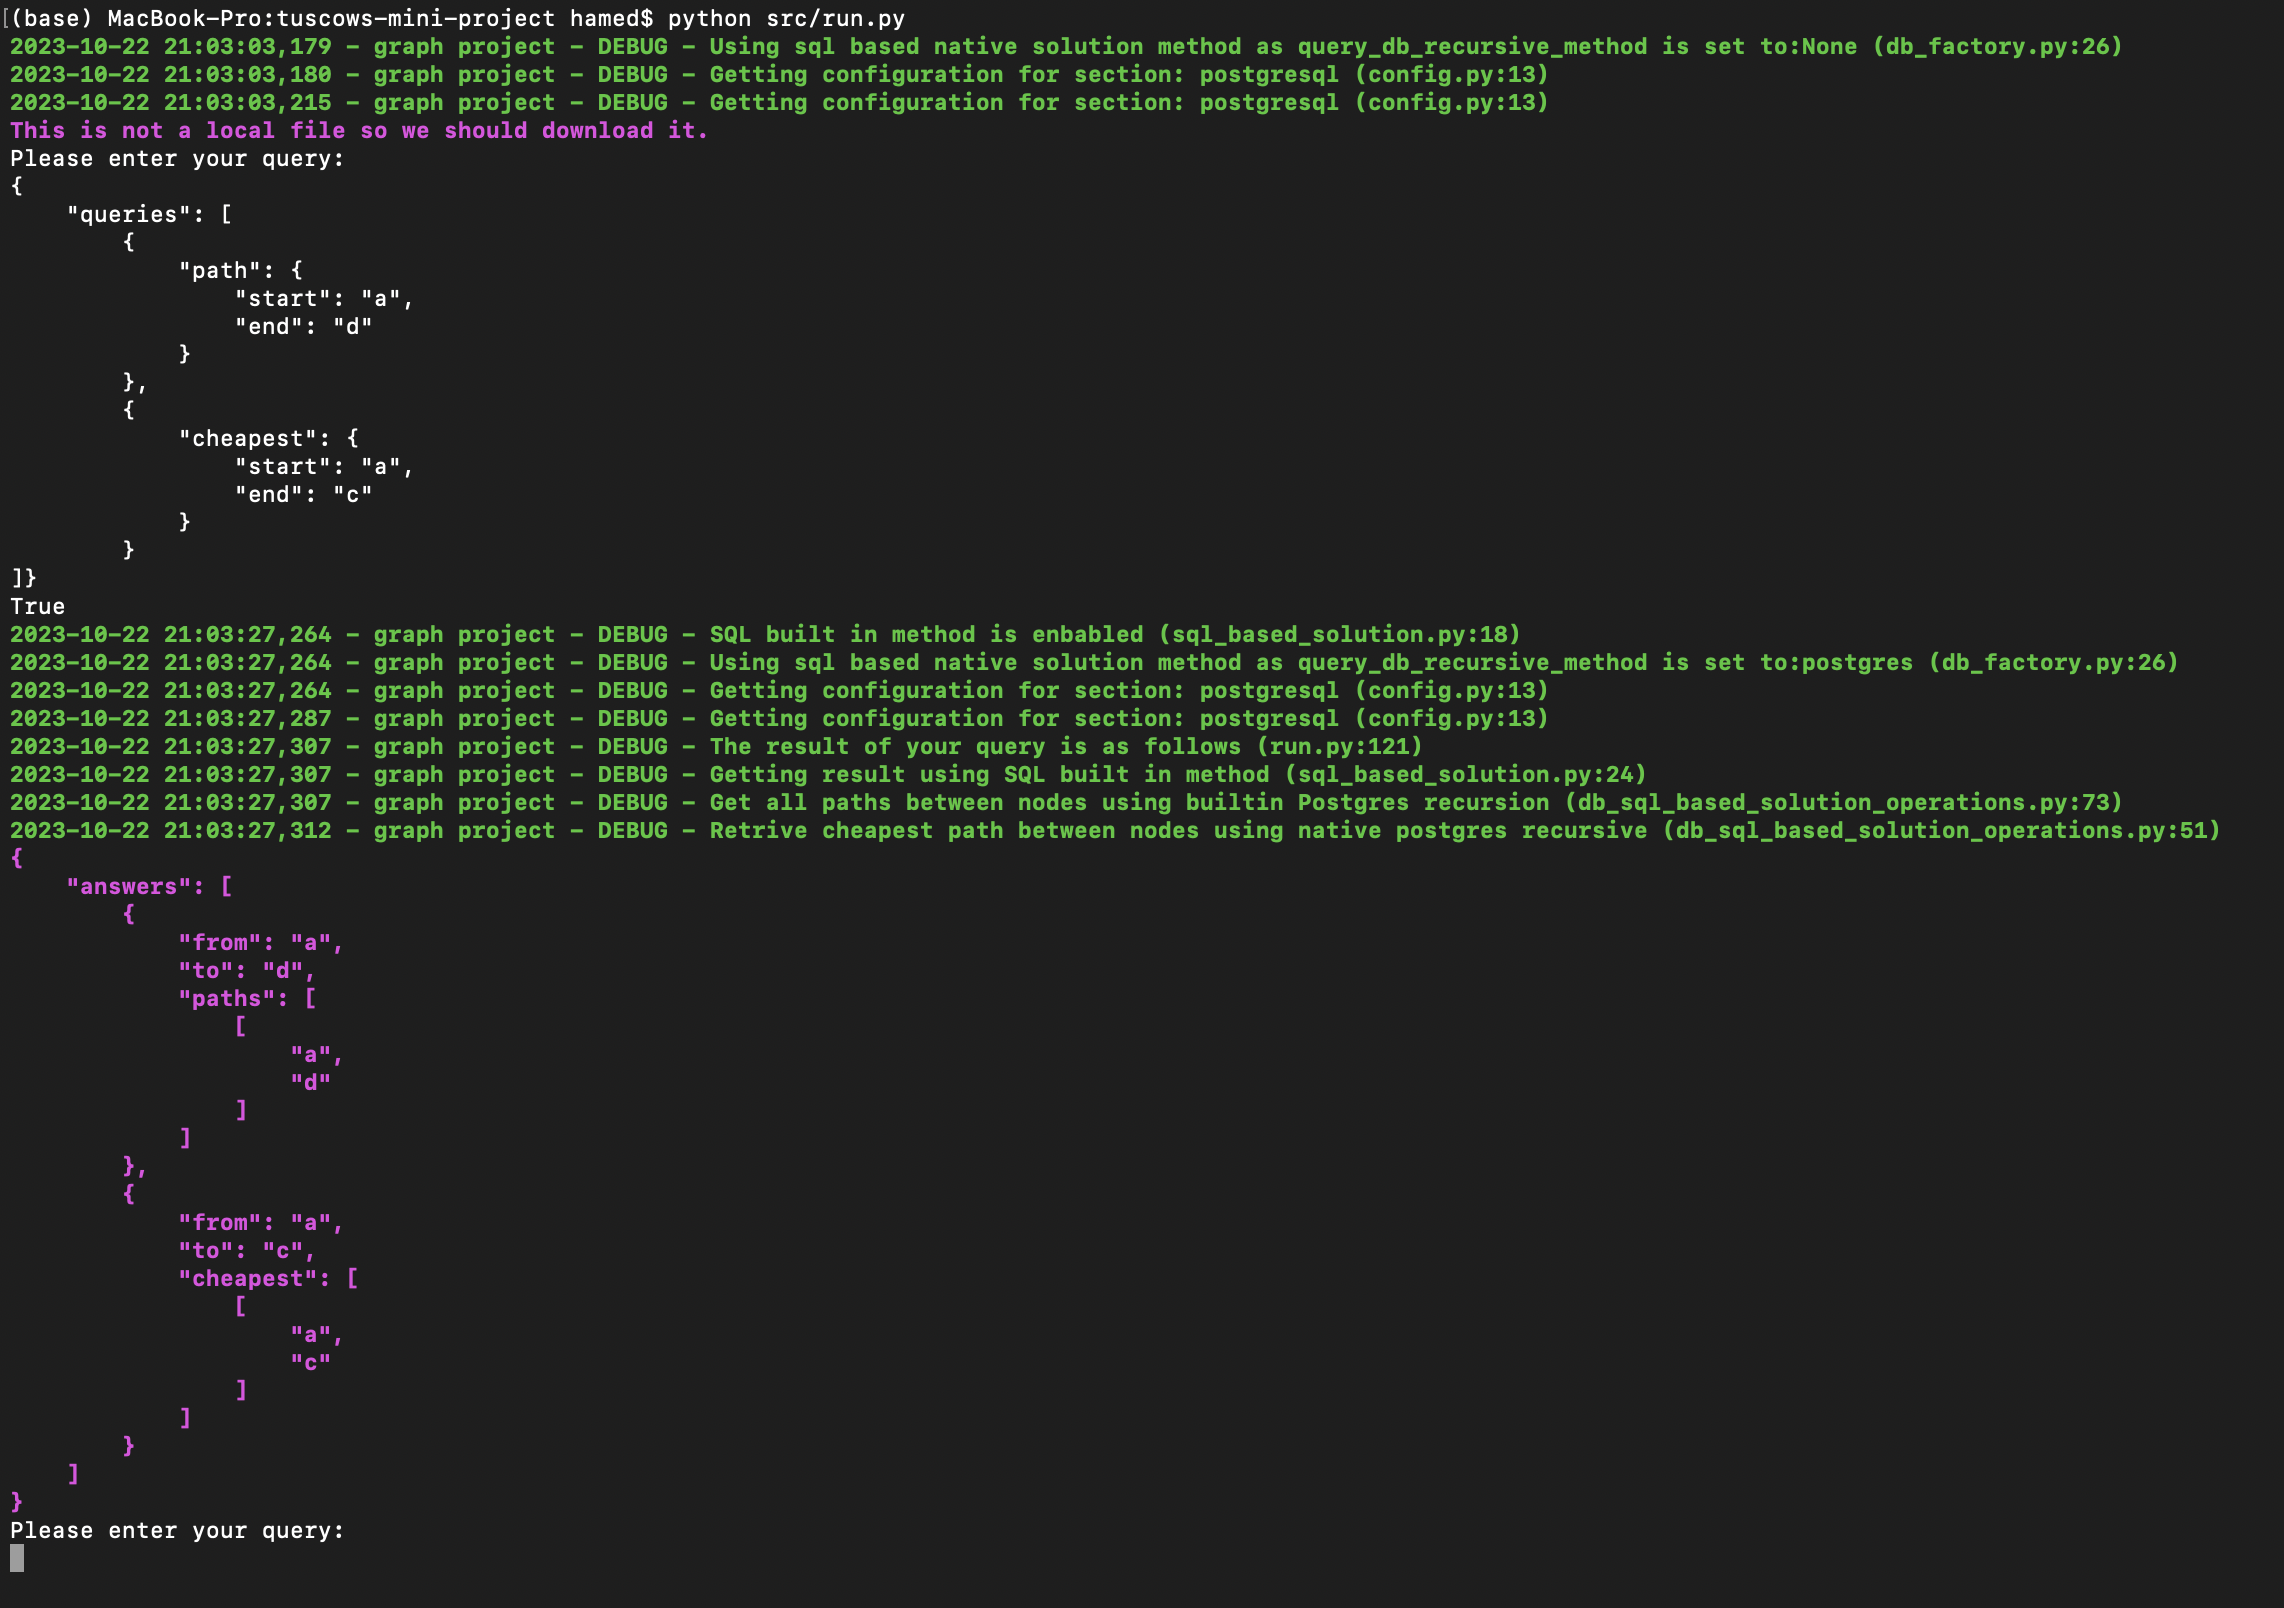 [(base) MacBook-Pro:tuscows-mini-project hamed$ python src/run.py
2023-10-22 21:03:03,179 - graph project - DEBUG - Using sql based native solution method as query_db_recursive_method is set to:None (db_factory.py:26)
2023-10-22 21:03:03,180 - graph project - DEBUG - Getting configuration for section: postgresql (config.py:13)
2023-10-22 21:03:03,215 - graph project - DEBUG - Getting configuration for section: postgresql (config.py:13)
This is not a local file so we should download it.
Please enter your query:
{
    "queries": [
        {
            "path": {
                "start": "a",
                "end": "d"
            }
        },
        {
            "cheapest": {
                "start": "a",
                "end": "c"
            }
        }
]}
True
2023-10-22 21:03:27,264 - graph project - DEBUG - SQL built in method is enbabled (sql_based_solution.py:18)
2023-10-22 21:03:27,264 - graph project - DEBUG - Using sql based native solution method as query_db_recursive_method is set to:postgres (db_factory.py:26)
2023-10-22 21:03:27,264 - graph project - DEBUG - Getting configuration for section: postgresql (config.py:13)
2023-10-22 21:03:27,287 - graph project - DEBUG - Getting configuration for section: postgresql (config.py:13)
2023-10-22 21:03:27,307 - graph project - DEBUG - The result of your query is as follows (run.py:121)
2023-10-22 21:03:27,307 - graph project - DEBUG - Getting result using SQL built in method (sql_based_solution.py:24)
2023-10-22 21:03:27,307 - graph project - DEBUG - Get all paths between nodes using builtin Postgres recursion (db_sql_based_solution_operations.py:73)
2023-10-22 21:03:27,312 - graph project - DEBUG - Retrive cheapest path between nodes using native postgres recursive (db_sql_based_solution_operations.py:51)
{
    "answers": [
        {
            "from": "a",
            "to": "d",
            "paths": [
                [
                    "a",
                    "d"
                ]
            ]
        },
        {
            "from": "a",
            "to": "c",
            "cheapest": [
                [
                    "a",
                    "c"
                ]
            ]
        }
    ]
}
Please enter your query: